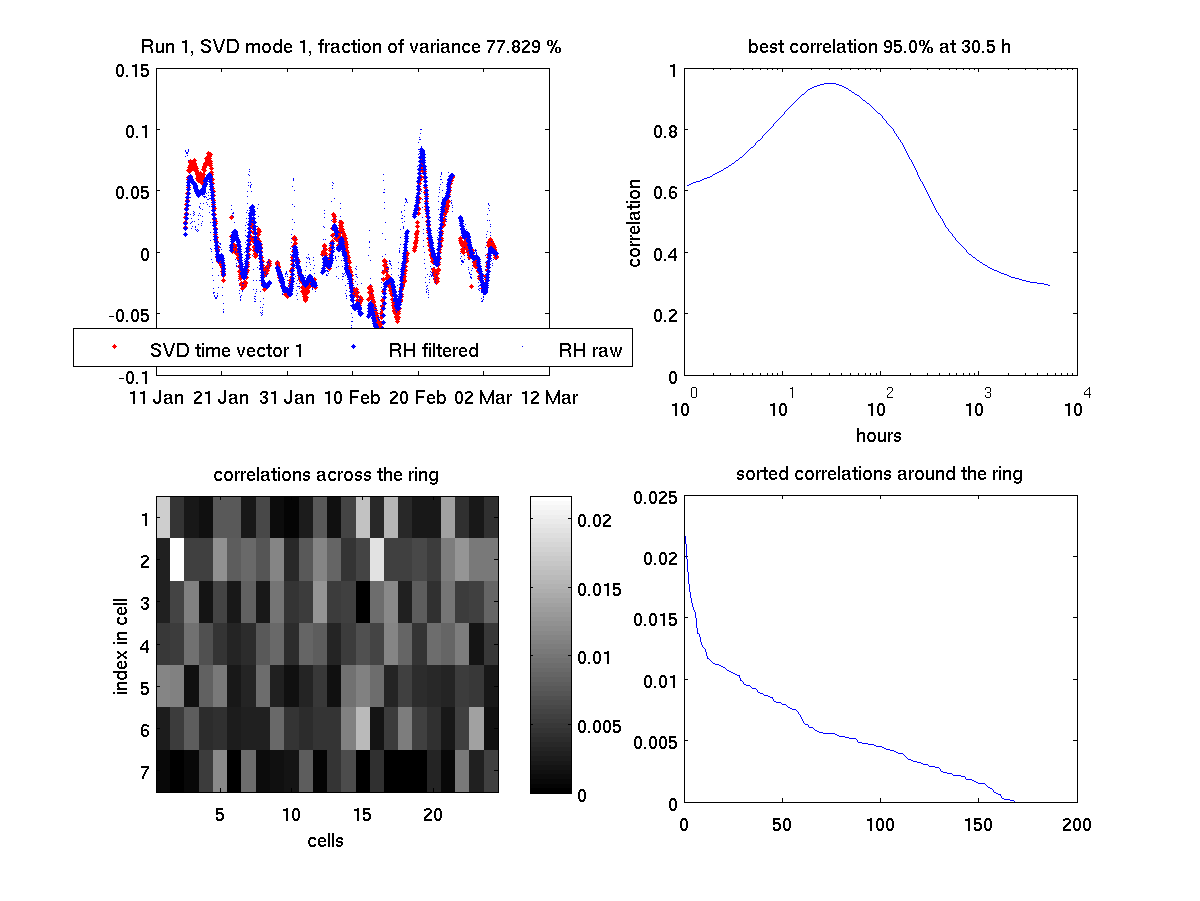 Run 1, SVD mode 1, fraction of variance 77.829 %
0.15
0.1
0.05
0
-0.05
-0.1
SVD time vector 1 RH filtered RH raw
11 Jan 21 Jan 31 Jan 10 Feb 20 Feb 02 Mar 12 Mar
best correlation 95.0% at 30.5 h
correlation
1
0.8
0.6
0.4
0.2
0
10^0 10^1 10^2 10^3 10^4
hours
correlations across the ring
index in cell
1
2
3
4
5
6
7
5 10 15 20
cells
0.02
0.015
0.01
0.005
0
sorted correlations around the ring
0.025
0.02
0.015
0.01
0.005
0
0 50 100 150 200